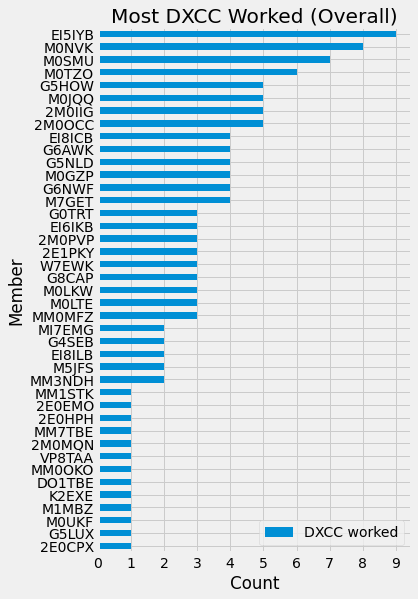 Most DXCC Worked (Overall)
Member
EI5IYB
M0NVK
M0SMU
M0TZO
G5HOW
M0JQQ
2M0IIG
2M0OCC
EI8ICB
G6AWK
G5NLD
M0GZP
G6NWF
M7GET
G0TRT
EI6IKB
2M0PVP
2E1PKY
W7EWK
G8CAP
M0LKW
M0LTE
MM0MFZ
MI7EMG
G4SEB
EI8ILB
M5JFS
MM3NDH
MM1STK
2E0EMO
2E0HPH
MM7TBE
2M0MQN
VP8TAA
MM0OKO
DO1TBE
K2EXE
M1MBZ
M0UKF
G5LUX
2E0CPX
DXCC worked
0 1 2 3 4 5 6 7 8 9
Count